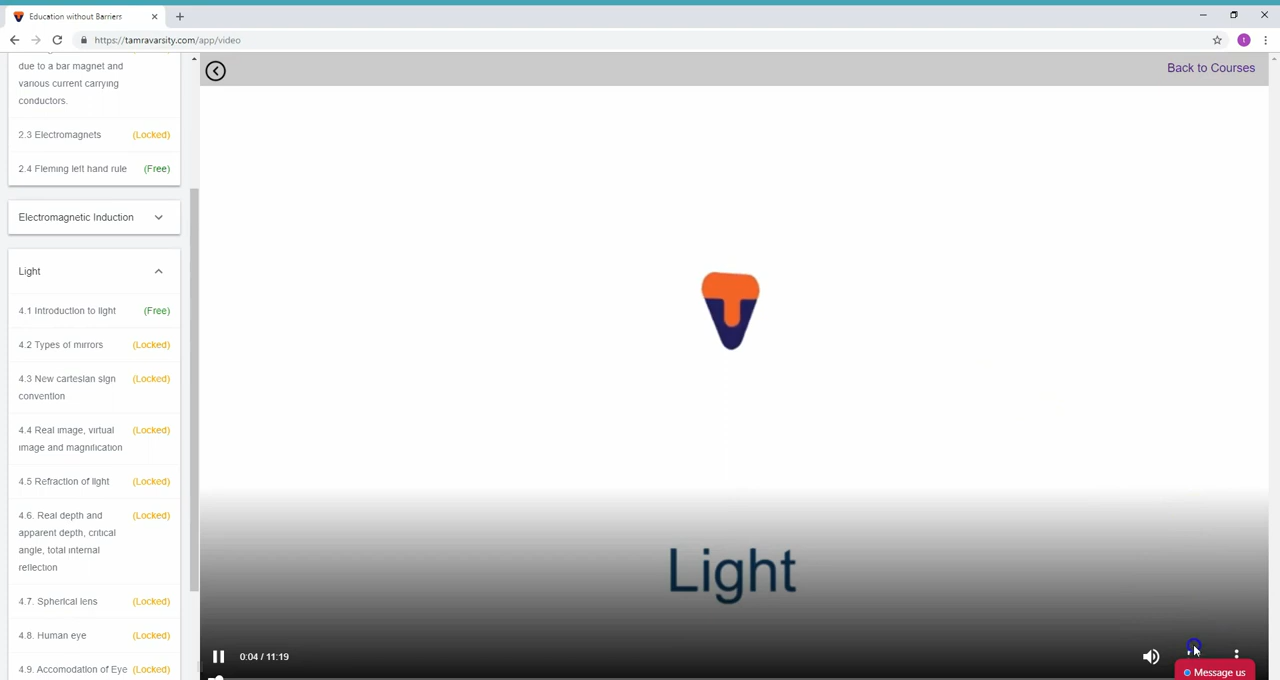 Education without Barriers
https://tamravarsity.com/app/video
t
Back to Courses
due to a bar magnet and
various current carrying
conductors.
2.3 Electromagnets (Locked)
2.4 Fleming left hand rule (Free)
Electromagnetic Induction
Light
4.1 Introduction to light (Free)
4.2 Types of mirrors (Locked)
4.3 New cartesian sign (Locked)
convention
4.4 Real image, virtual (Locked)
image and magnification
4.5 Refraction of light (Locked)
4.6. Real depth and (Locked)
apparent depth, critical
angle, total internal
reflection
4.7. Spherical lens (Locked)
4.8. Human eye (Locked)
4.9. Accomodation of Eye (Locked)
Light
0:04 / 11:19
Message us